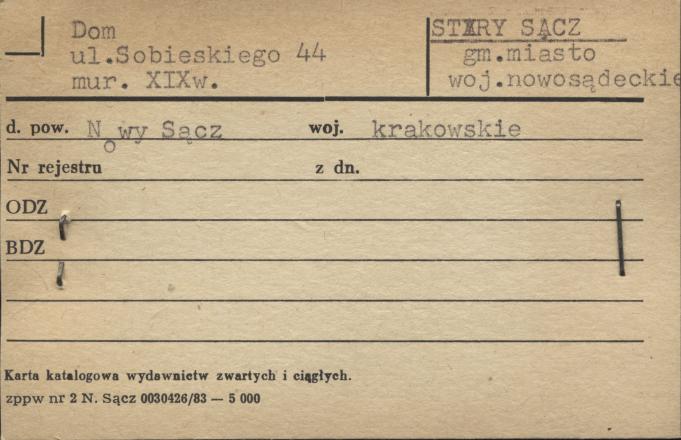 Dom
ul.Sobieskiego 44
mur. XIXw.
STARY SĄCZ
gm.miasto
woj.nowosądeckie
d. pow. Nowy Sącz woj. krakowskie
Nr rejestru z dn.
ODZ
BDZ
Karta katalogowa wydawnictw zwartych i ciągłych.
zppw nr 2 N. Sącz 0030426/83 — 5 000